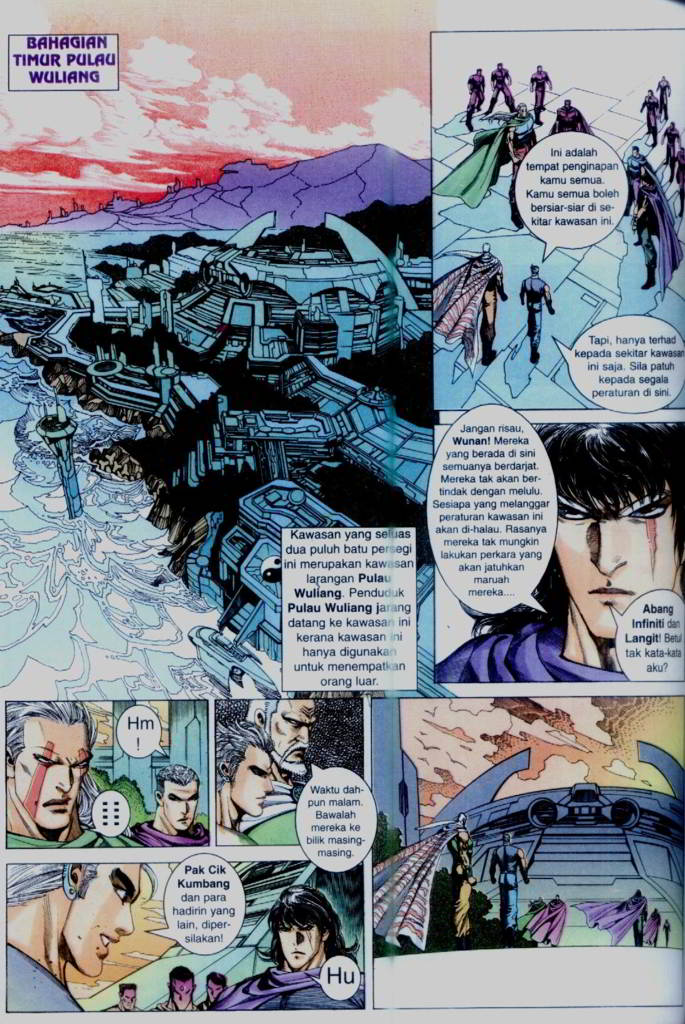 BAHAGIAN
TIMUR PULAU
WULIANG
Ini adalah
tempat penginapan
kamu semua.
Kamu semua boleh
bersiar-siar di se-
kitar kawasan ini.
Tapi, hanya terhad
kepada sekitar kawasan
ini saja. Sila patuh
kepada segala
peraturan di sini.
Kawasan yang seluas
dua puluh batu persegi
ini merupakan kawasan
larangan Pulau
Wuliang. Penduduk
Pulau Wuliang jarang
datang ke kawasan ini
kerana kawasan ini
hanya digunakan
untuk menempatkan
orang luar.
Jangan risau,
Wunan! Mereka
yang berada di sini
semuanya berdarjat.
Mereka tak akan ber-
tindak dengan melulu.
Sesiapa yang melanggar
peraturan kawasan ini
akan di-halau. Rasanya
mereka tak mungkin
lakukan perkara yang
akan jatuhkan
maruah
mereka....
Abang
Infiniti dan
Langit! Betul
tak kata-kata
aku?
Hm
!
Waktu dah-
pun malam.
Bawalah
mereka ke
bilik masing-
masing.
Pak Cik
Kumbang
dan para
hadirin yang
lain, diper-
silakan!
Hu